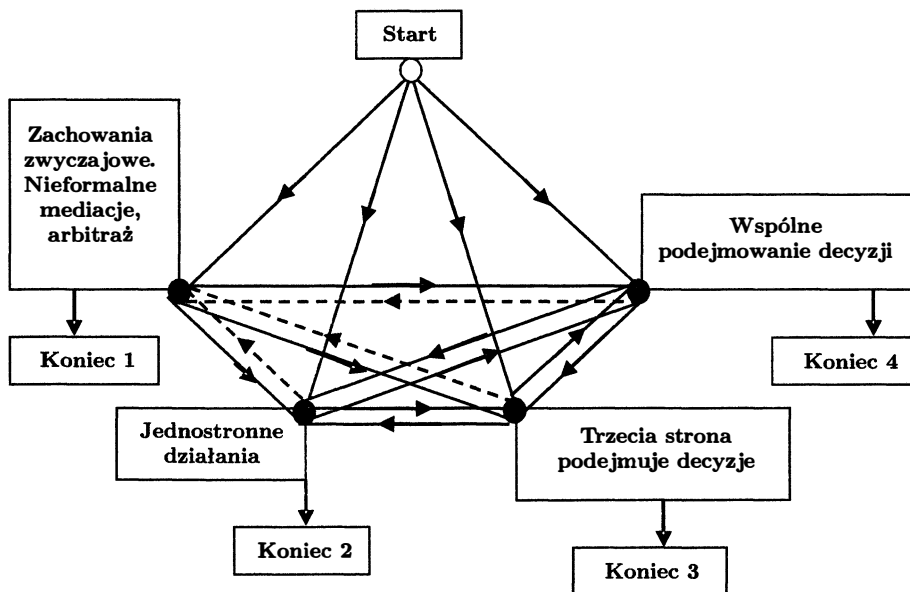 Start
Zachowania
zwyczajowe.
Nieformalne
mediacje,
arbitraż
Wspólne
podejmowanie decyzji
Koniec 1
Koniec 4
Jednostronne
działania
Trzecia strona
podejmuje decyzje
Koniec 2
Koniec 3